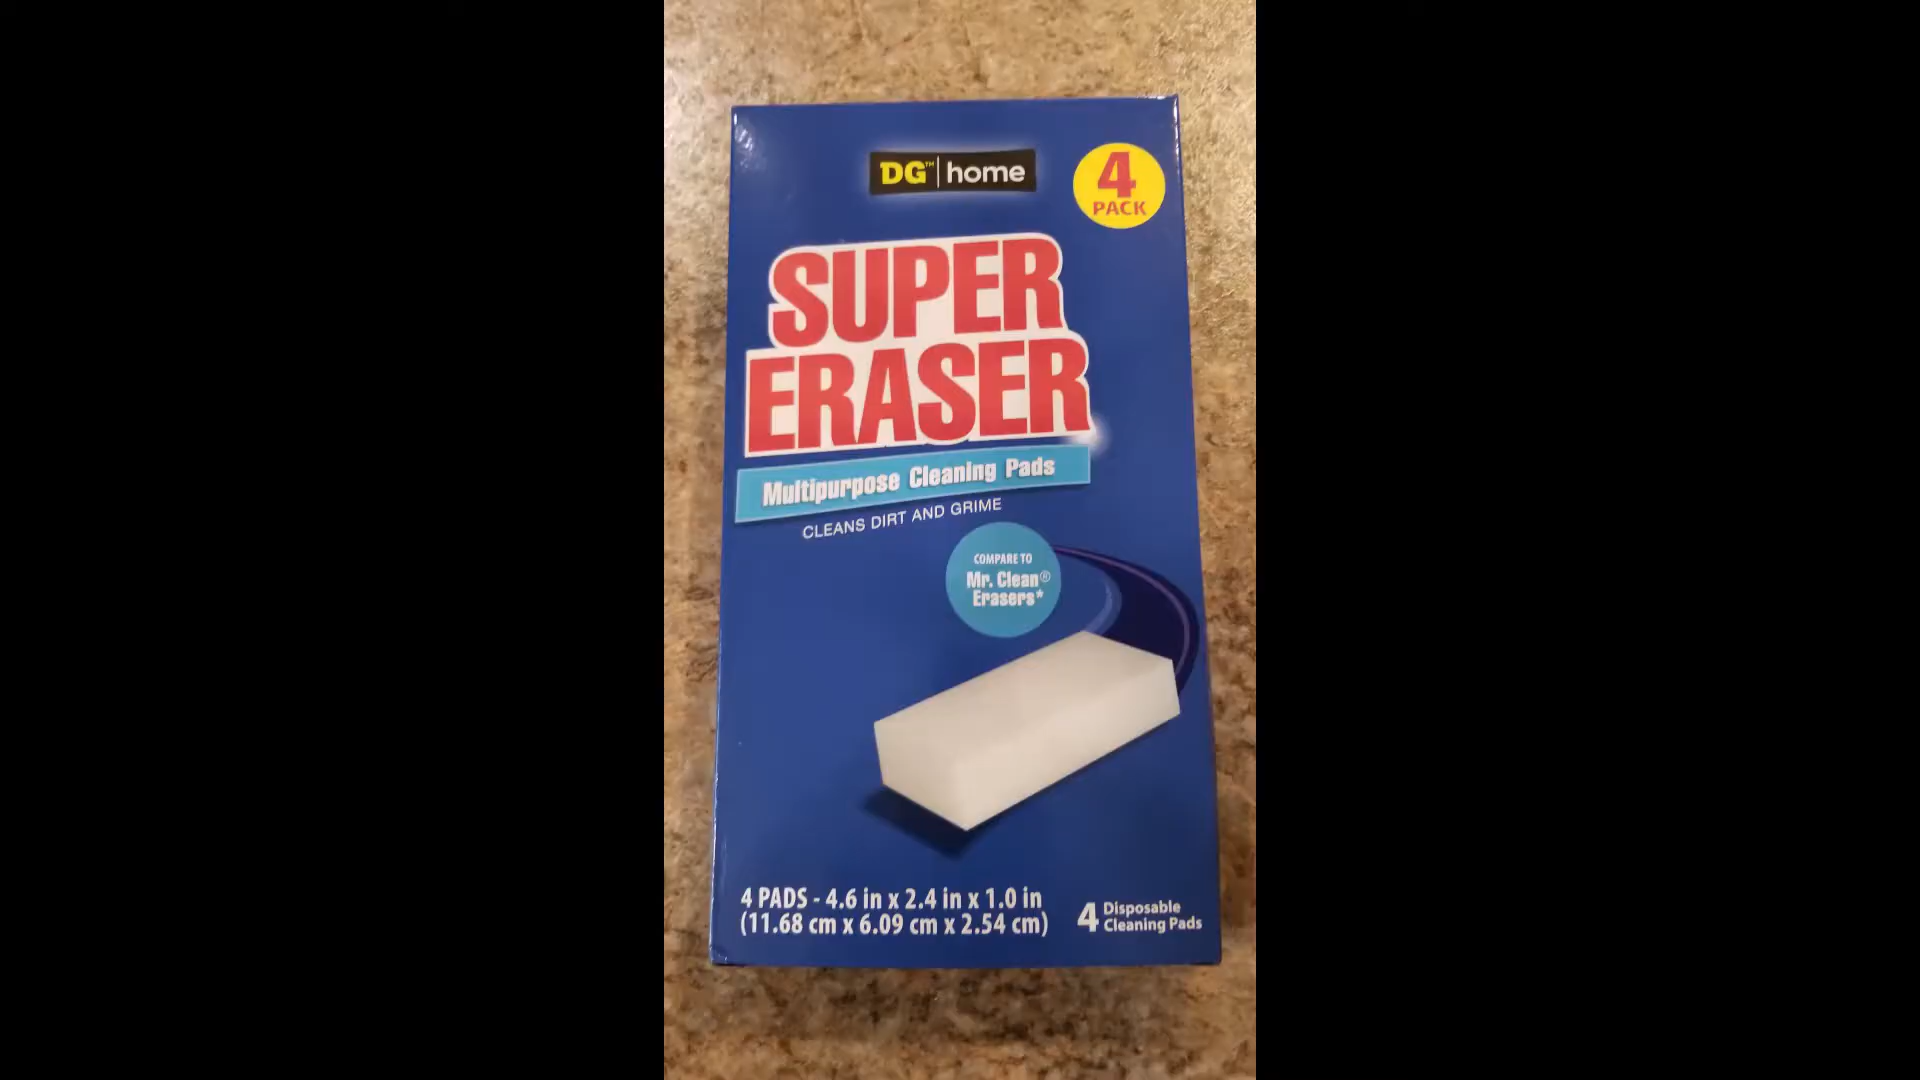 DG™ | home
4
PACK
SUPER
ERASER
Multipurpose Cleaning Pads
CLEANS DIRT AND GRIME
COMPARE TO
Mr. Clean®
Erasers*
4 PADS - 4.6 in x 2.4 in x 1.0 in
(11.68 cm x 6.09 cm x 2.54 cm)
4 Disposable
Cleaning Pads